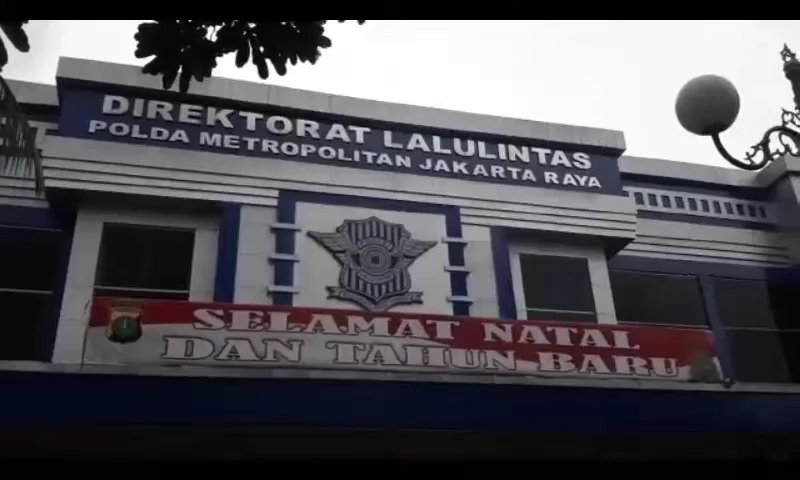 DIREKTORAT LALULINTAS
POLDA METROPOLITAN JAKARTA RAYA
SELAMAT NATAL
DAN TAHUN BARU